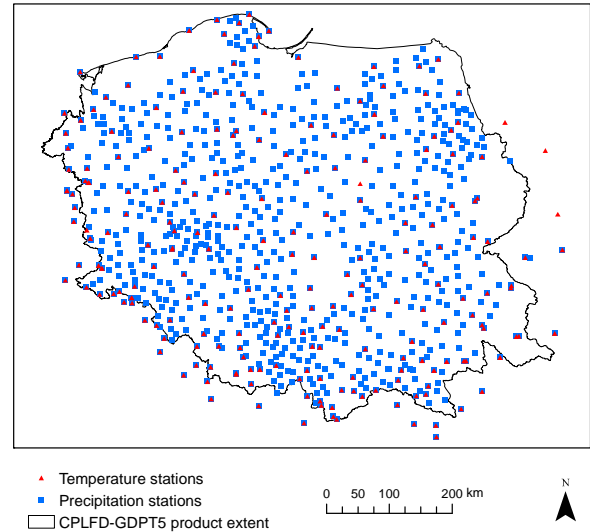 Temperature stations
Precipitation stations
CPLFD-GDPT5 product extent
0 50 100 200 km
N